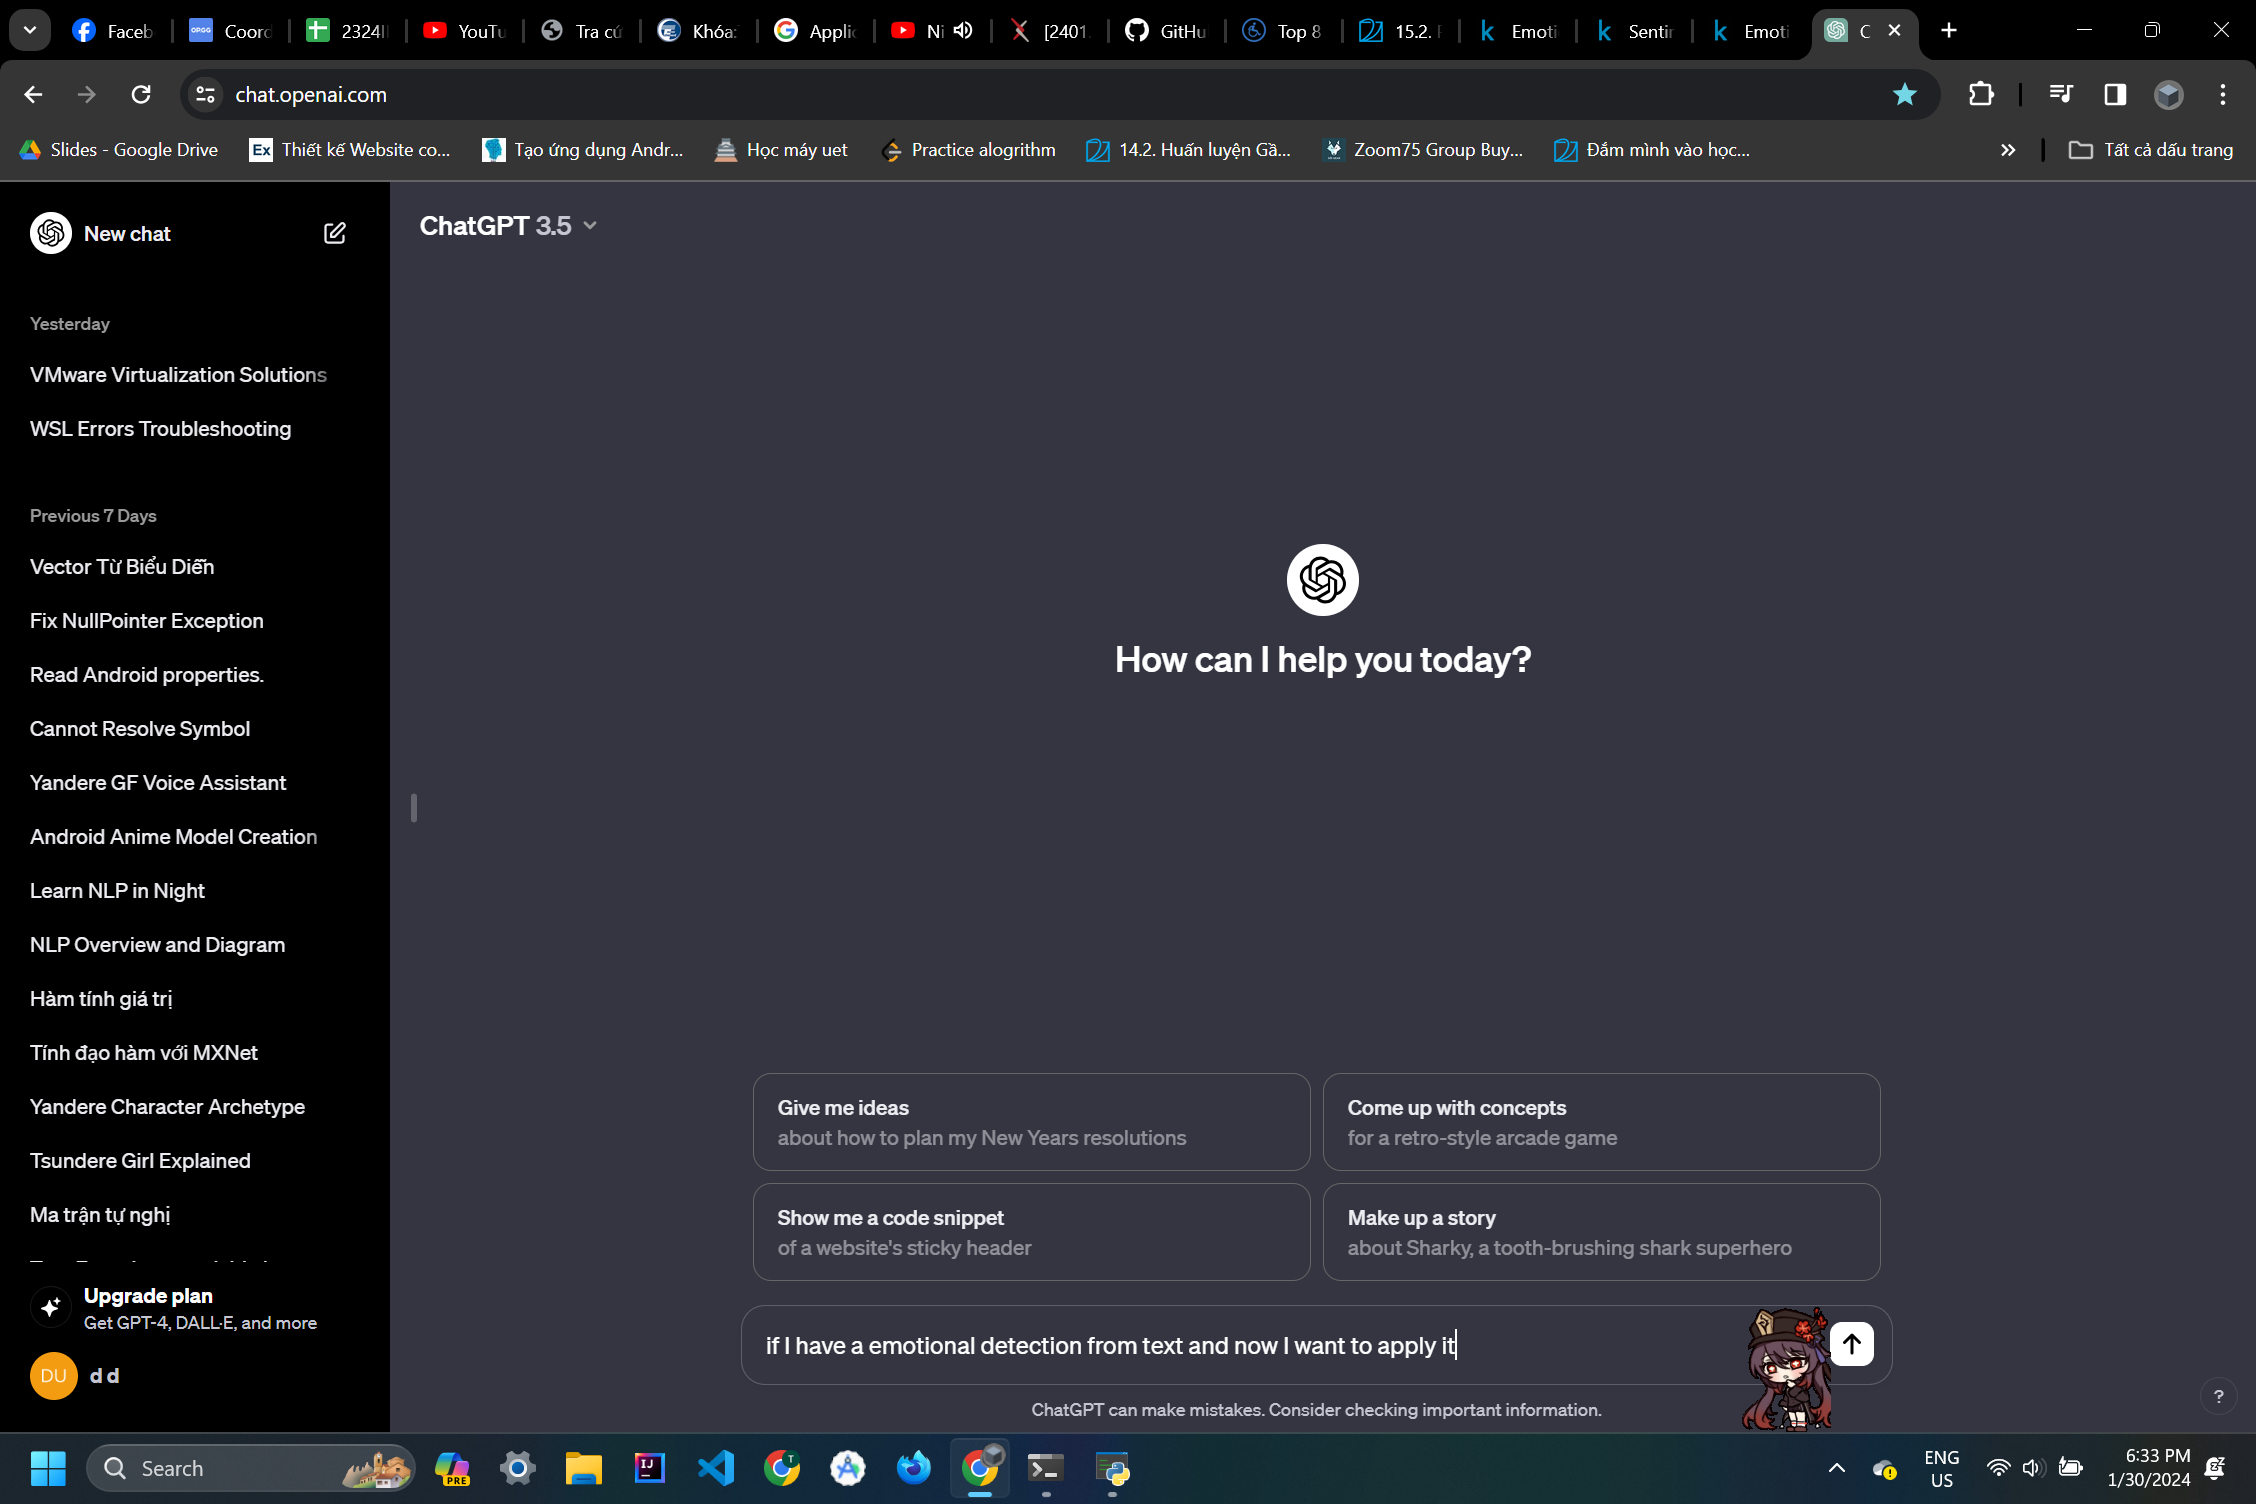 Faceb
Coord
2324II
YouTu
Tra cứ
Khóa:
Applic
Ni
[2401.
GitHu
Top 8
15.2. F
Emoti
Sentir
Emoti
C
chat.openai.com
Slides - Google Drive
Ex
Thiết kế Website co...
Tạo ứng dụng Andr...
Học máy uet
Practice alogrithm
14.2. Huấn luyện Gầ...
Zoom75 Group Buy...
Đắm mình vào học...
Tất cả dấu trang
New chat
ChatGPT 3.5
Yesterday
VMware Virtualization Solutions
WSL Errors Troubleshooting
Previous 7 Days
Vector Từ Biểu Diễn
Fix NullPointer Exception
Read Android properties.
Cannot Resolve Symbol
Yandere GF Voice Assistant
Android Anime Model Creation
Learn NLP in Night
NLP Overview and Diagram
Hàm tính giá trị
Tính đạo hàm với MXNet
Yandere Character Archetype
Tsundere Girl Explained
Ma trận tự nghị
Upgrade plan
Get GPT-4, DALL·E, and more
DU
d d
How can I help you today?
Give me ideas
about how to plan my New Years resolutions
Come up with concepts
for a retro-style arcade game
Show me a code snippet
of a website's sticky header
Make up a story
about Sharky, a tooth-brushing shark superhero
if I have a emotional detection from text and now I want to apply it
ChatGPT can make mistakes. Consider checking important information.
?
Search
PRE
IJ
T
ENG
US
6:33 PM
1/30/2024